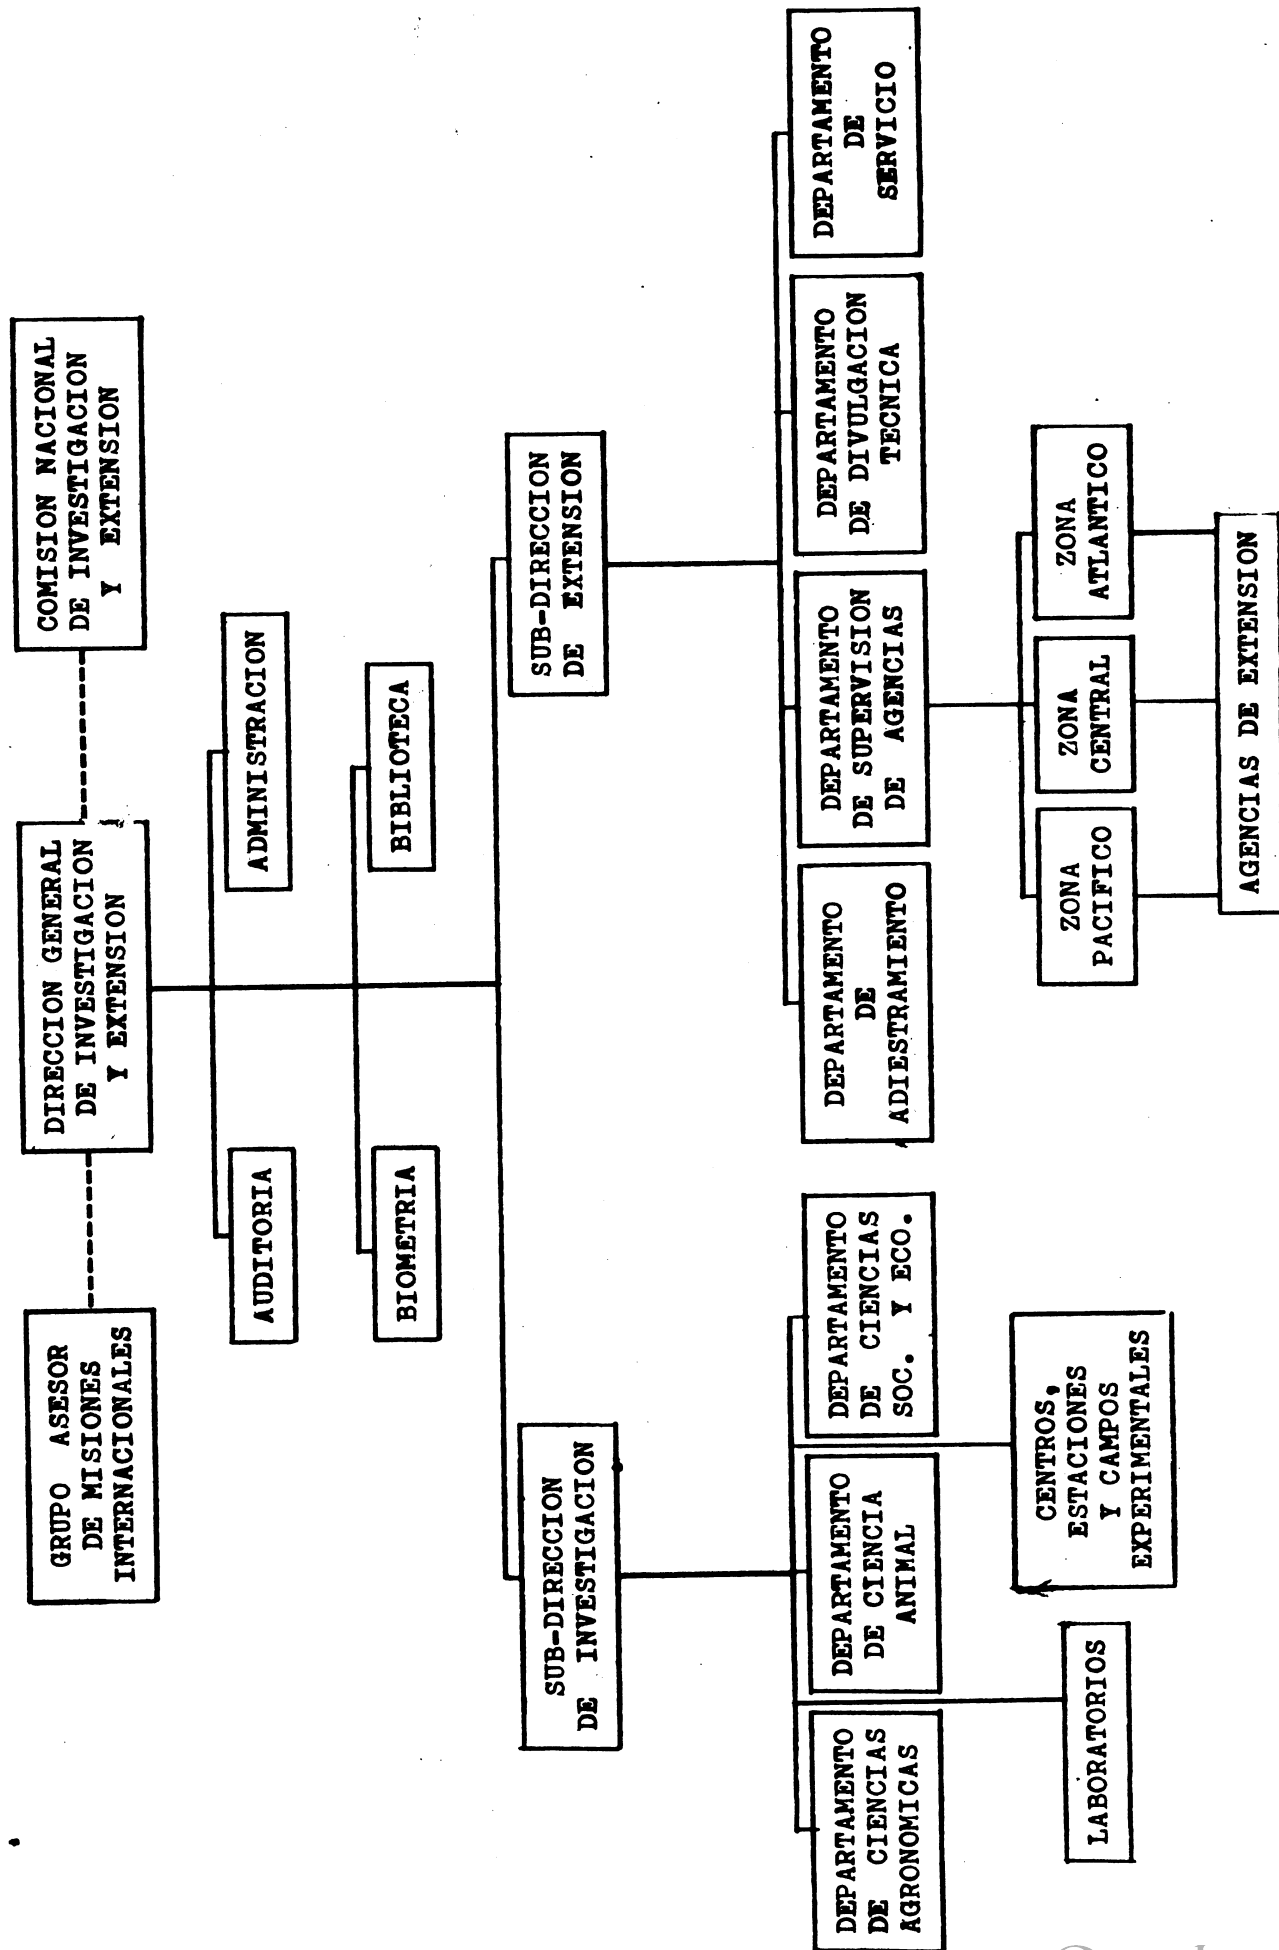 GRUPO ASESOR
DE MISIONES
INTERNACIONALES
DIRECCION GENERAL
DE INVESTIGACION
Y EXTENSION
COMISION NACIONAL
DE INVESTIGACION
Y EXTENSION
AUDITORIA
ADMINISTRACION
BIOMETRIA
BIBLIOTECA
SUB-DIRECCION
DE INVESTIGACION
SUB-DIRECCION
DE EXTENSION
DEPARTAMENTO
DE CIENCIAS
AGRONOMICAS
DEPARTAMENTO
DE CIENCIA
ANIMAL
DEPARTAMENTO
DE CIENCIAS
SOC. Y ECO.
DEPARTAMENTO
DE
ADIESTRAMIENTO
DEPARTAMENTO
DE SUPERVISION
DE AGENCIAS
DEPARTAMENTO
DE DIVULGACION
TECNICA
DEPARTAMENTO
DE
SERVICIO
LABORATORIOS
CENTROS,
ESTACIONES
Y CAMPOS
EXPERIMENTALES
ZONA
PACIFICO
ZONA
CENTRAL
ZONA
ATLANTICO
AGENCIAS DE EXTENSION